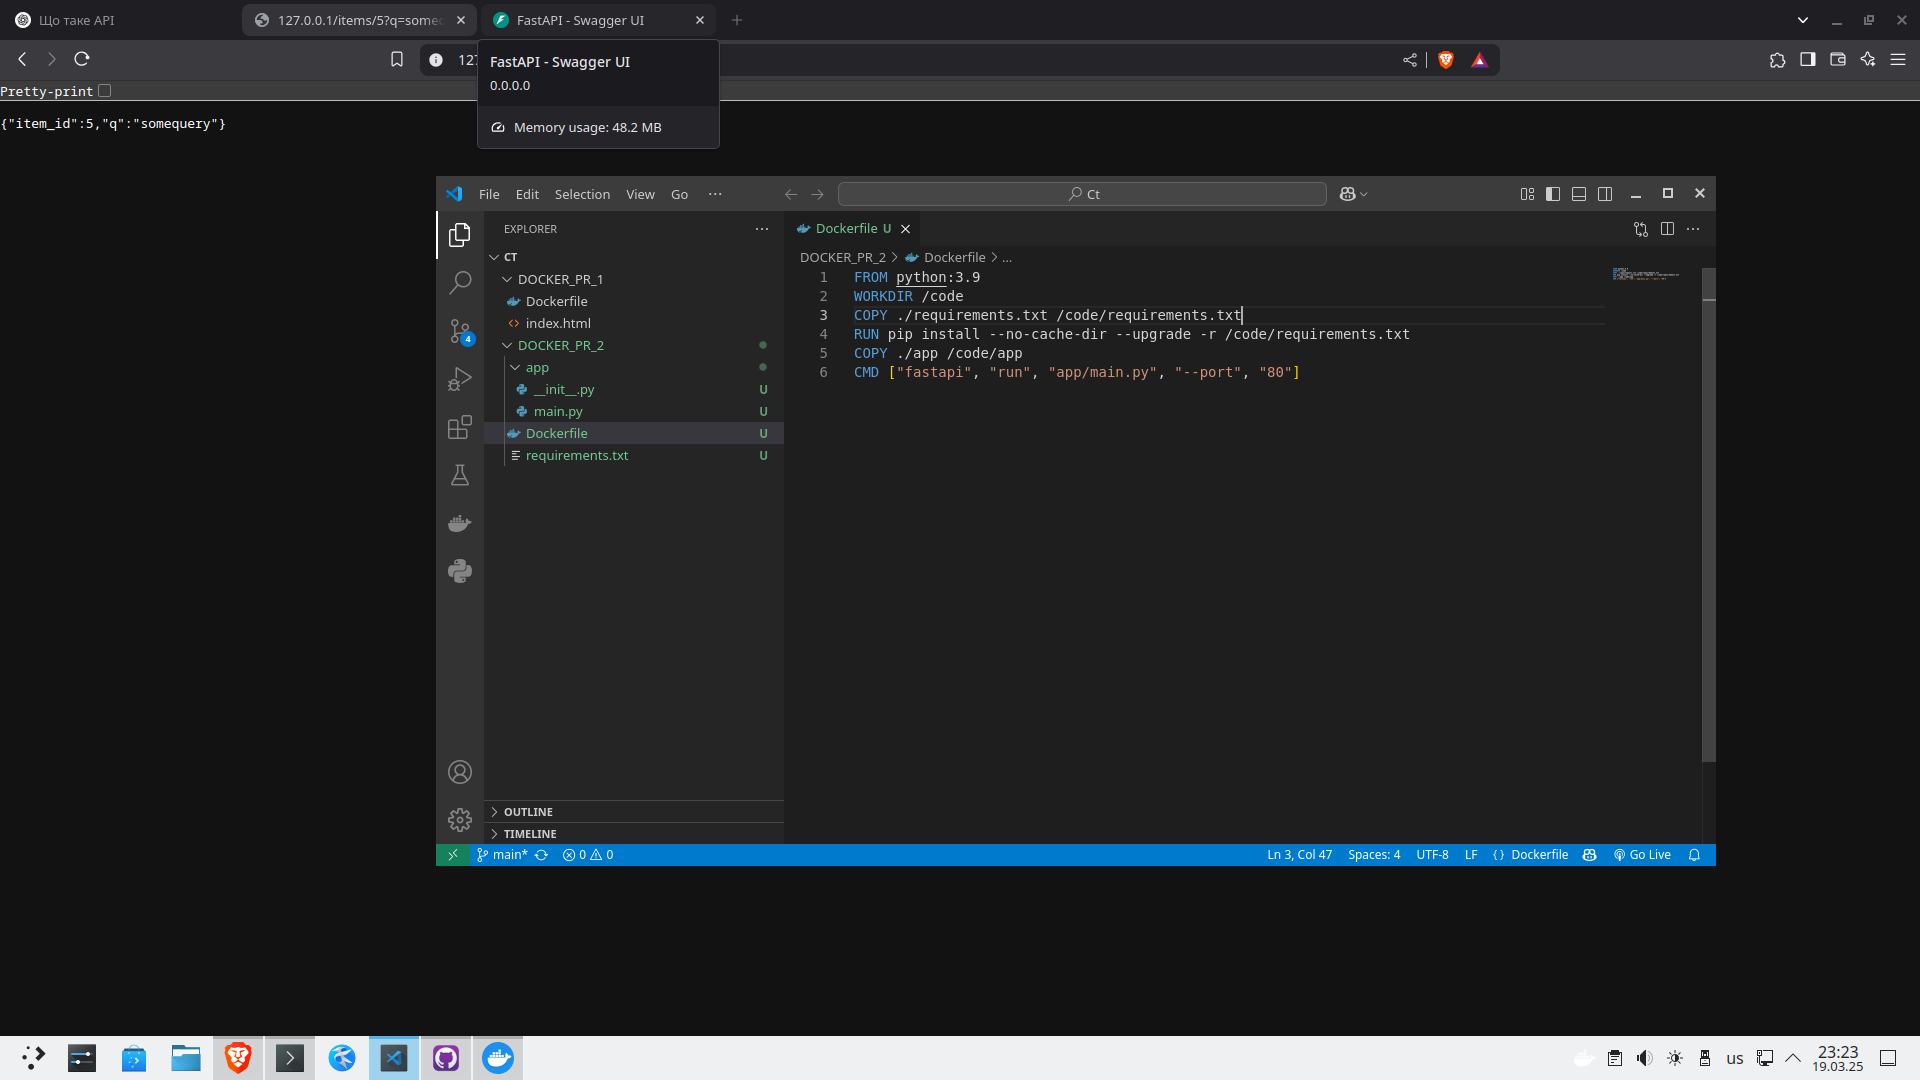 Що таке API
127.0.0.1/items/5?q=someq
FastAPI - Swagger UI
127
FastAPI - Swagger UI
0.0.0.0
Memory usage: 48.2 MB
Pretty-print
{"item_id":5,"q":"somequery"}
File Edit Selection View Go ···
Ct
EXPLORER
CT
DOCKER_PR_1
Dockerfile
index.html
DOCKER_PR_2
app
__init__.py U
main.py U
Dockerfile U
requirements.txt U
OUTLINE
TIMELINE
Dockerfile U
DOCKER_PR_2 > Dockerfile > ...
1 FROM python:3.9
2 WORKDIR /code
3 COPY ./requirements.txt /code/requirements.txt
4 RUN pip install --no-cache-dir --upgrade -r /code/requirements.txt
5 COPY ./app /code/app
6 CMD ["fastapi", "run", "app/main.py", "--port", "80"]
4
main* 0 0
Ln 3, Col 47 Spaces: 4 UTF-8 LF {} Dockerfile Go Live
us
23:23
19.03.25